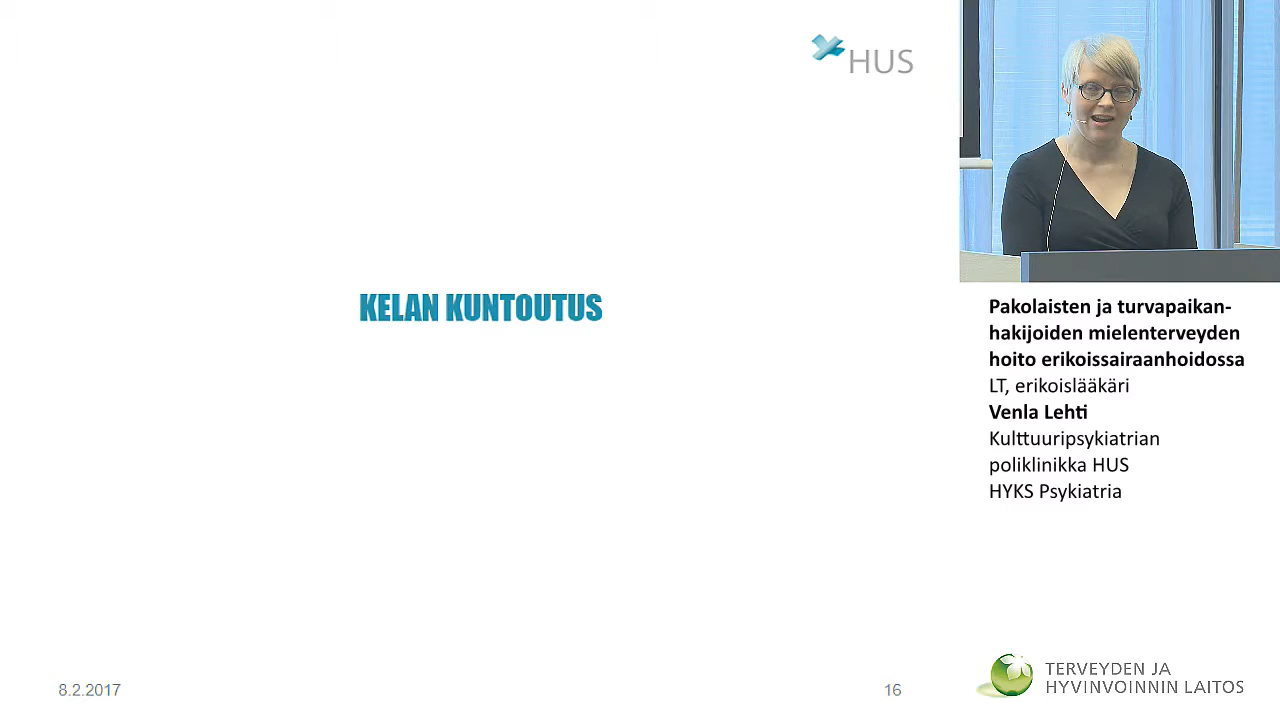 HUS
KELAN KUNTOUTUS
8.2.2017
16
Pakolaisten ja turvapaikan-
hakijoiden mielenterveyden
hoito erikoissairaanhoidossa
LT, erikoislääkäri
Venla Lehti
Kulttuuripsykiatrian
poliklinikka HUS
HYKS Psykiatria
TERVEYDEN JA
HYVINVOINNIN LAITOS